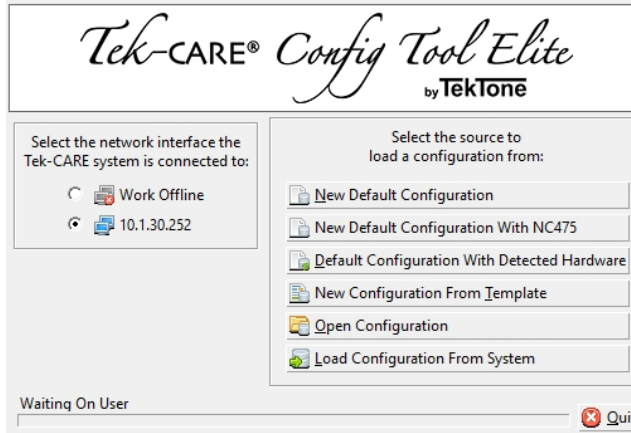 Tek-CARE® Config Tool Elite
by TekTone
Select the network interface the
Tek-CARE system is connected to:
Work Offline
10.1.30.252
Select the source to
load a configuration from:
New Default Configuration
New Default Configuration With NC475
Default Configuration With Detected Hardware
New Configuration From Template
Open Configuration
Load Configuration From System
Waiting On User
Qui